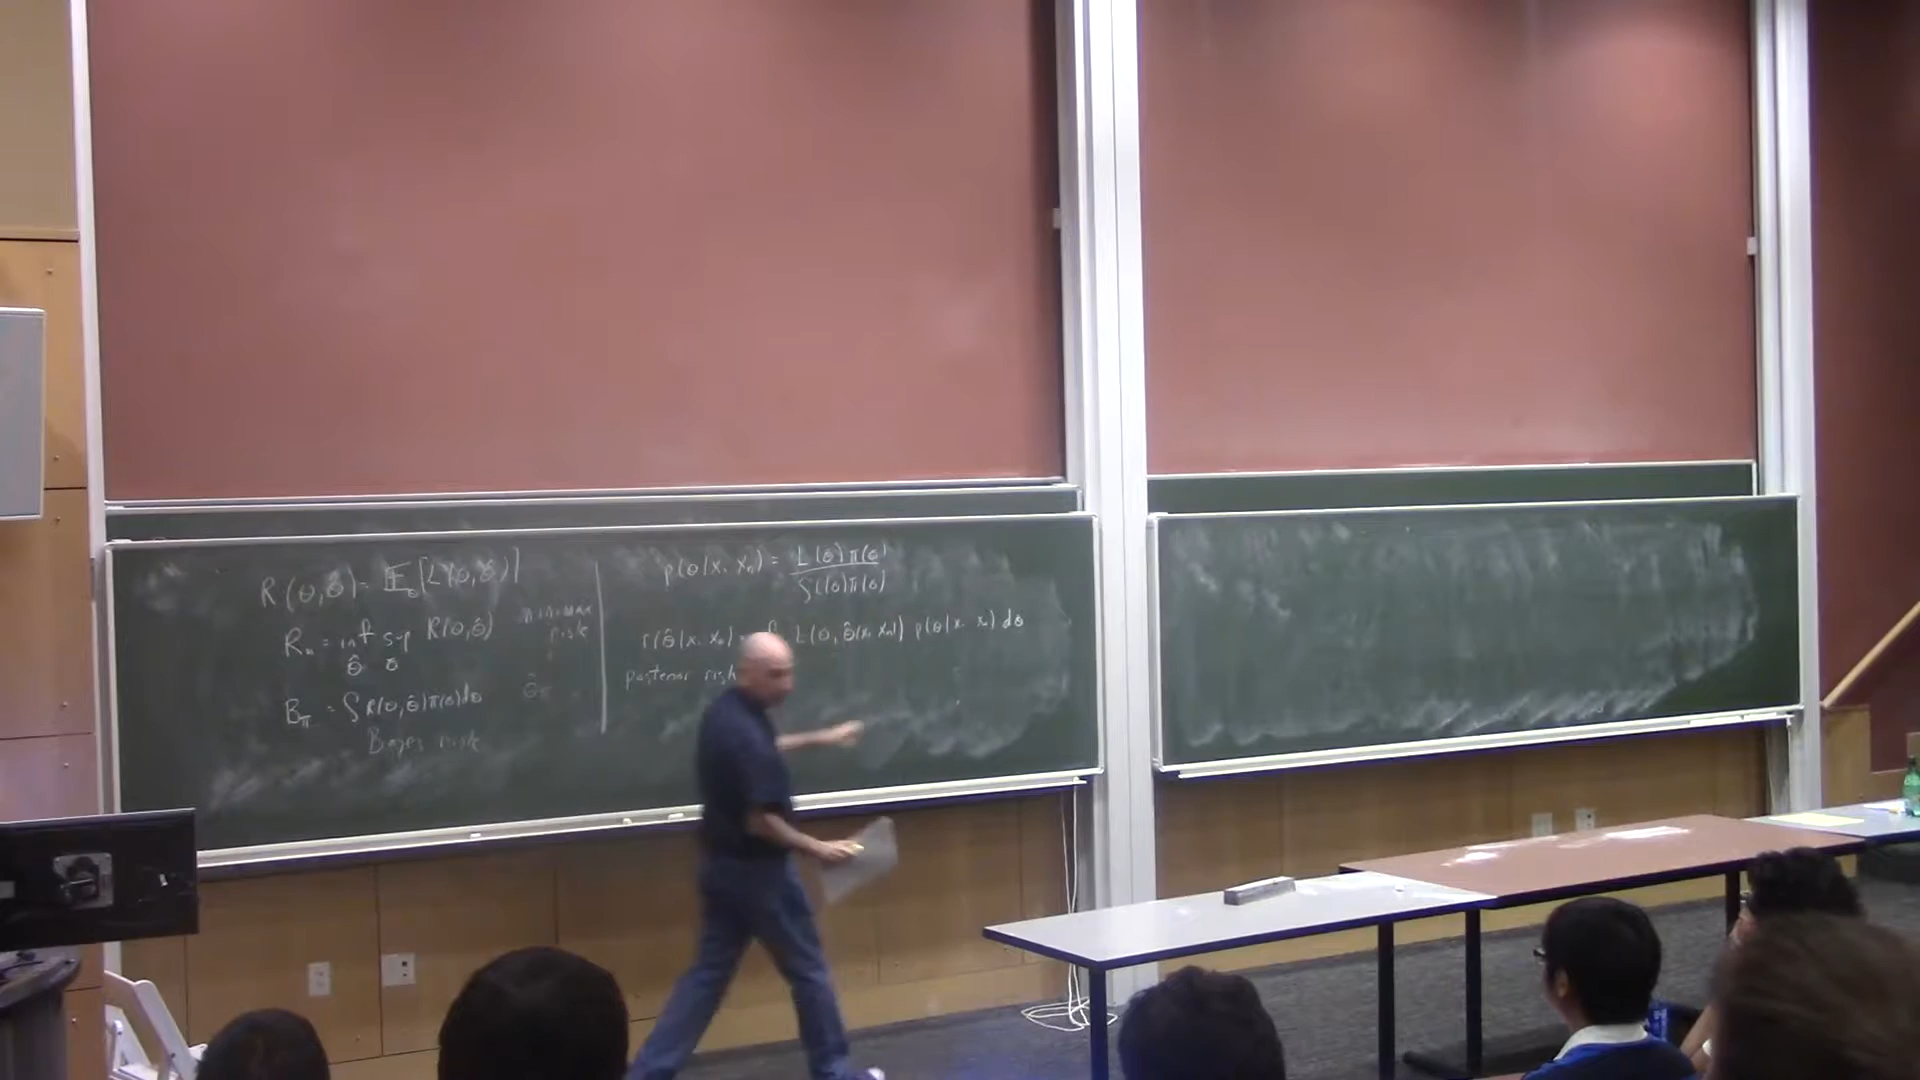 R(θ,θ̂) = E_θ[L(θ,θ̂)]
R_n = inf sup R(θ,θ̂) minimax
θ̂ θ risk
B_π = ∫ R(θ,θ̂)π(θ)dθ θ̂_π
Bayes risk
p(θ|x.. x_n) = L(θ)π(θ)
∫L(θ)π(θ)
r(θ̂|x.. x_n) = ∫ L(θ,θ̂(x.. x_n)) p(θ|x.. x_n) dθ
posterior risk